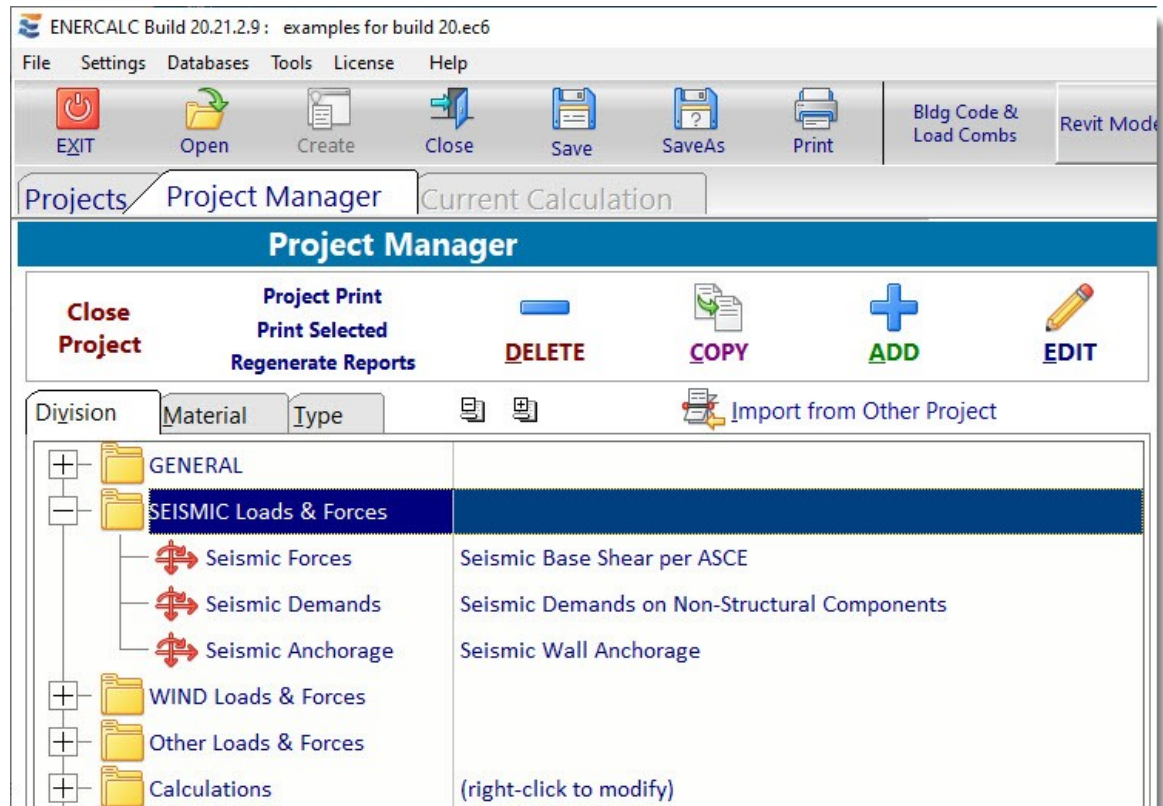 ENERCALC Build 20.21.2.9 : examples for build 20.ec6
File Settings Databases Tools License Help
EXIT Open Create Close Save SaveAs Print Bldg Code & Load Combs Revit Mode
Projects Project Manager Current Calculation
Project Manager
Close Project
Project Print
Print Selected
Regenerate Reports
DELETE COPY ADD EDIT
Division Material Type Import from Other Project
GENERAL
SEISMIC Loads & Forces
Seismic Forces Seismic Base Shear per ASCE
Seismic Demands Seismic Demands on Non-Structural Components
Seismic Anchorage Seismic Wall Anchorage
WIND Loads & Forces
Other Loads & Forces
Calculations (right-click to modify)